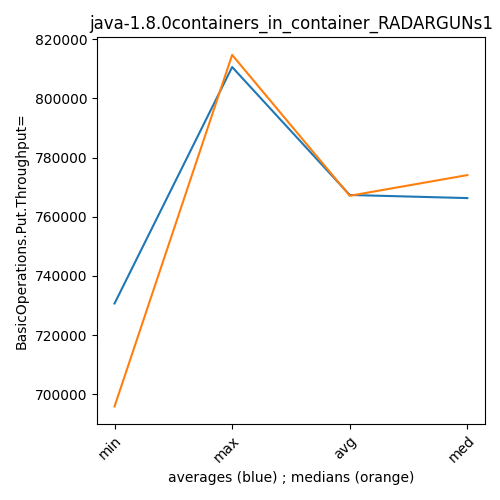 java-1.8.0containers_in_container_RADARGUNs1
820000
800000
780000
760000
740000
720000
700000
BasicOperations.Put.Throughput=
min
max
avg
med
averages (blue) ; medians (orange)